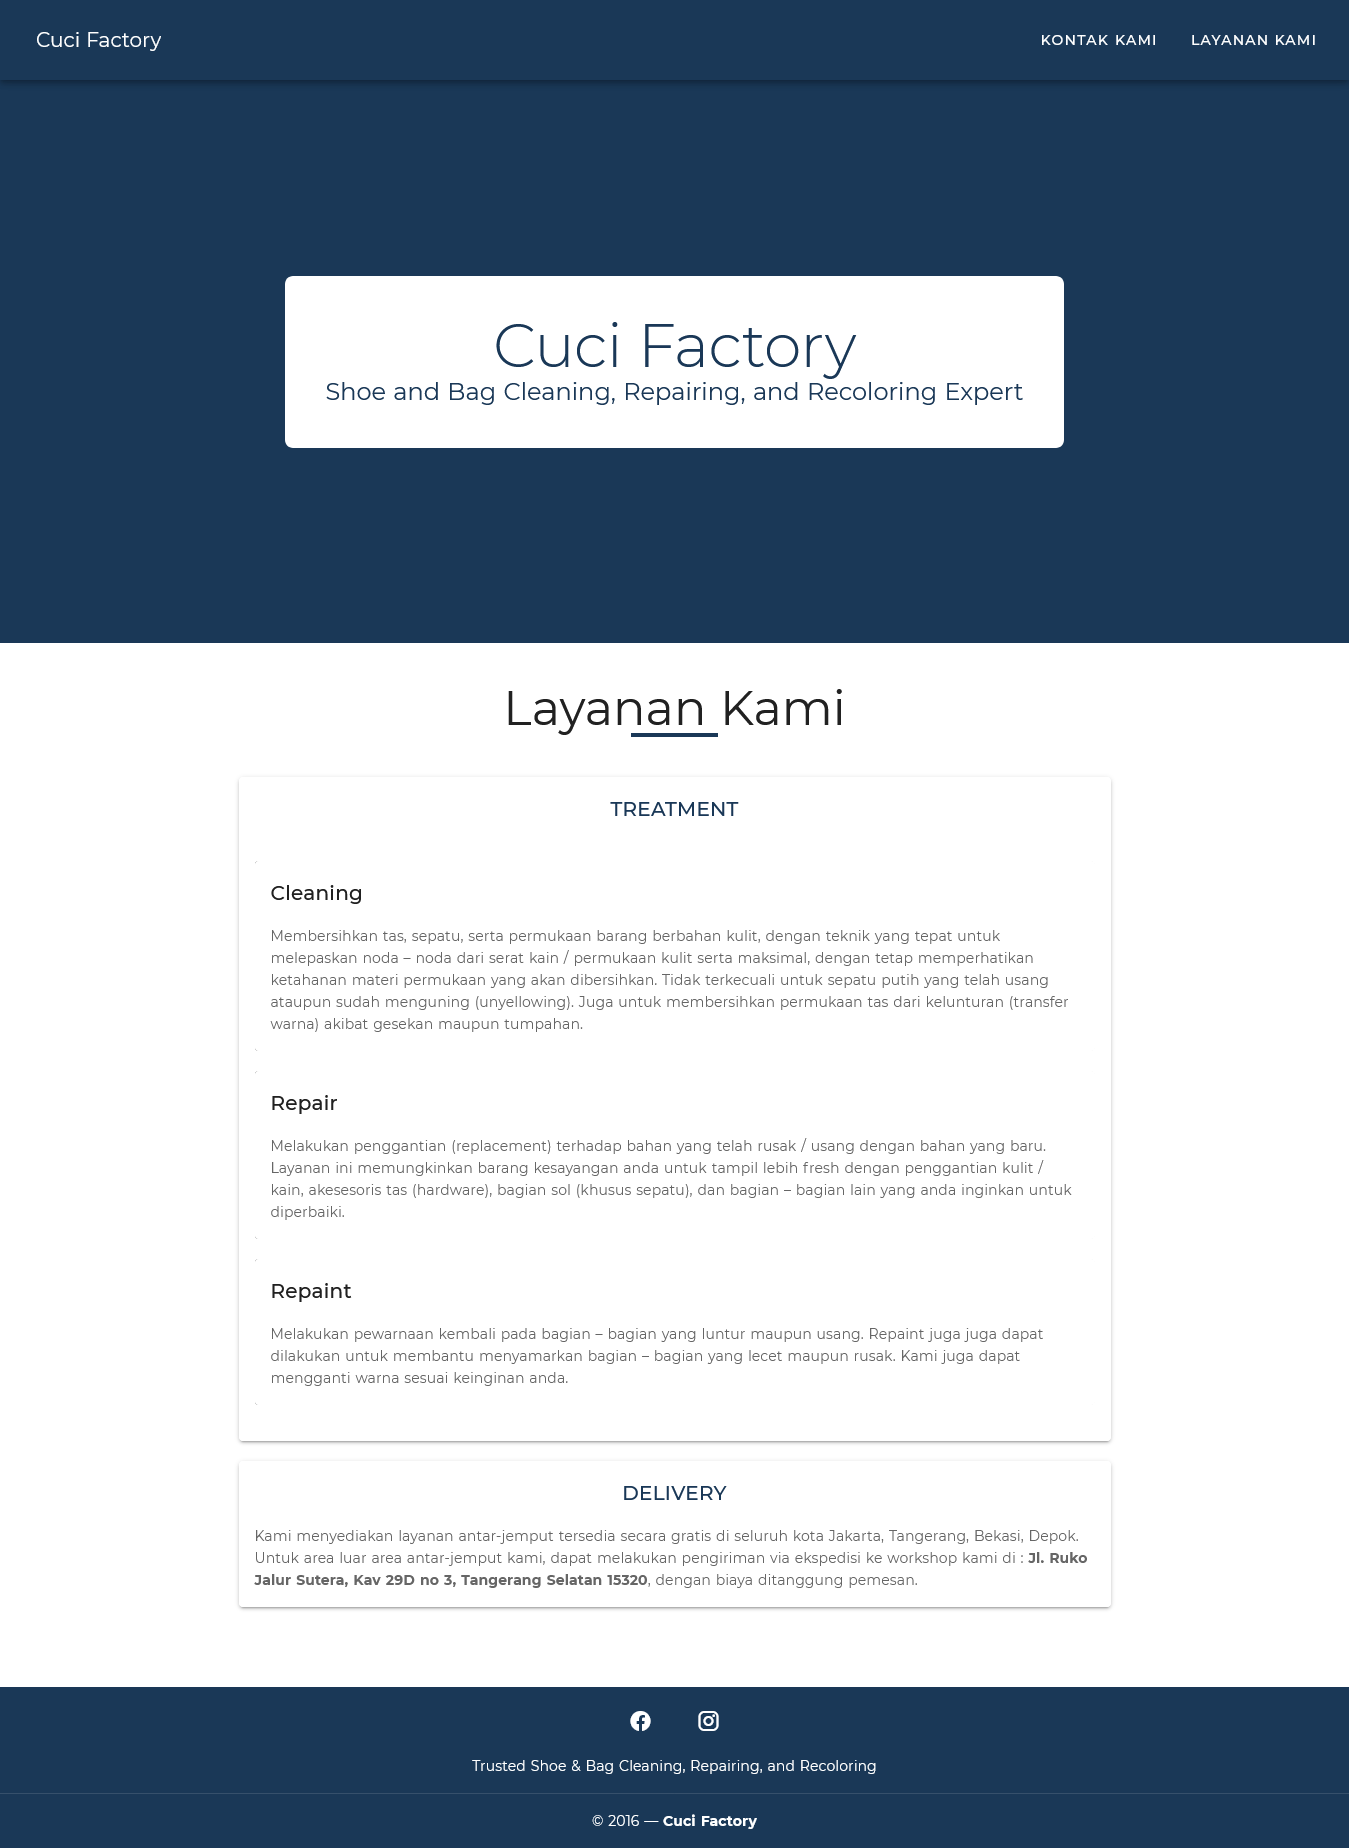 Cuci Factory
KONTAK KAMI
LAYANAN KAMI
Cuci Factory
Shoe and Bag Cleaning, Repairing, and Recoloring Expert
Layanan Kami
TREATMENT
Cleaning
Membersihkan tas, sepatu, serta permukaan barang berbahan kulit, dengan teknik yang tepat untuk
melepaskan noda – noda dari serat kain / permukaan kulit serta maksimal, dengan tetap memperhatikan
ketahanan materi permukaan yang akan dibersihkan. Tidak terkecuali untuk sepatu putih yang telah usang
ataupun sudah menguning (unyellowing). Juga untuk membersihkan permukaan tas dari kelunturan (transfer
warna) akibat gesekan maupun tumpahan.
Repair
Melakukan penggantian (replacement) terhadap bahan yang telah rusak / usang dengan bahan yang baru.
Layanan ini memungkinkan barang kesayangan anda untuk tampil lebih fresh dengan penggantian kulit /
kain, akesesoris tas (hardware), bagian sol (khusus sepatu), dan bagian – bagian lain yang anda inginkan untuk
diperbaiki.
Repaint
Melakukan pewarnaan kembali pada bagian – bagian yang luntur maupun usang. Repaint juga juga dapat
dilakukan untuk membantu menyamarkan bagian – bagian yang lecet maupun rusak. Kami juga dapat
mengganti warna sesuai keinginan anda.
DELIVERY
Kami menyediakan layanan antar-jemput tersedia secara gratis di seluruh kota Jakarta, Tangerang, Bekasi, Depok.
Untuk area luar area antar-jemput kami, dapat melakukan pengiriman via ekspedisi ke workshop kami di : Jl. Ruko
Jalur Sutera, Kav 29D no 3, Tangerang Selatan 15320, dengan biaya ditanggung pemesan.
Trusted Shoe & Bag Cleaning, Repairing, and Recoloring
© 2016 — Cuci Factory